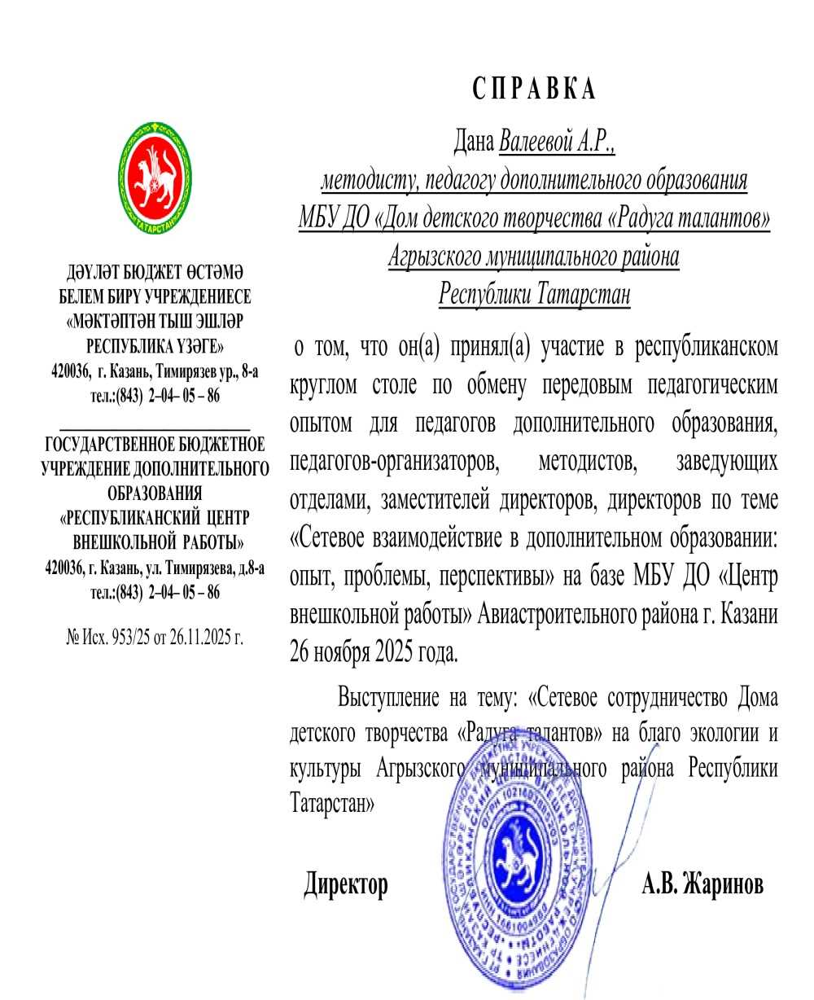 СПРАВКА
Дана Валеевой А.Р.,
методисту, педагогу дополнительного образования
МБУ ДО «Дом детского творчества «Радуга талантов»
Агрызского муниципального района
Республики Татарстан
о том, что он(а) принял(а) участие в республиканском
круглом столе по обмену передовым педагогическим
опытом для педагогов дополнительного образования,
педагогов-организаторов, методистов, заведующих
отделами, заместителей директоров, директоров по теме
«Сетевое взаимодействие в дополнительном образовании:
опыт, проблемы, перспективы» на базе МБУ ДО «Центр
внешкольной работы» Авиастроительного района г. Казани
26 ноября 2025 года.
Выступление на тему: «Сетевое сотрудничество Дома
детского творчества «Радуга талантов» на благо экологии и
культуры Агрызского муниципального района Республики
Татарстан»
Директор А.В. Жаринов
ТАТАРСТАН
ДӘҮЛӘТ БЮДЖЕТ ӨСТӘМӘ
БЕЛЕМ БИРҮ УЧРЕЖДЕНИЕСЕ
«МӘКТӘПТӘН ТЫШ ЭШЛӘР
РЕСПУБЛИКА ҮЗӘГЕ»
420036, г. Казань, Тимирязев ур., 8-а
тел.:(843) 2–04– 05 – 86
ГОСУДАРСТВЕННОЕ БЮДЖЕТНОЕ
УЧРЕЖДЕНИЕ ДОПОЛНИТЕЛЬНОГО
ОБРАЗОВАНИЯ
«РЕСПУБЛИКАНСКИЙ ЦЕНТР
ВНЕШКОЛЬНОЙ РАБОТЫ»
420036, г. Казань, ул. Тимирязева, д.8-а
тел.:(843) 2–04– 05 – 86
№ Исх. 953/25 от 26.11.2025 г.